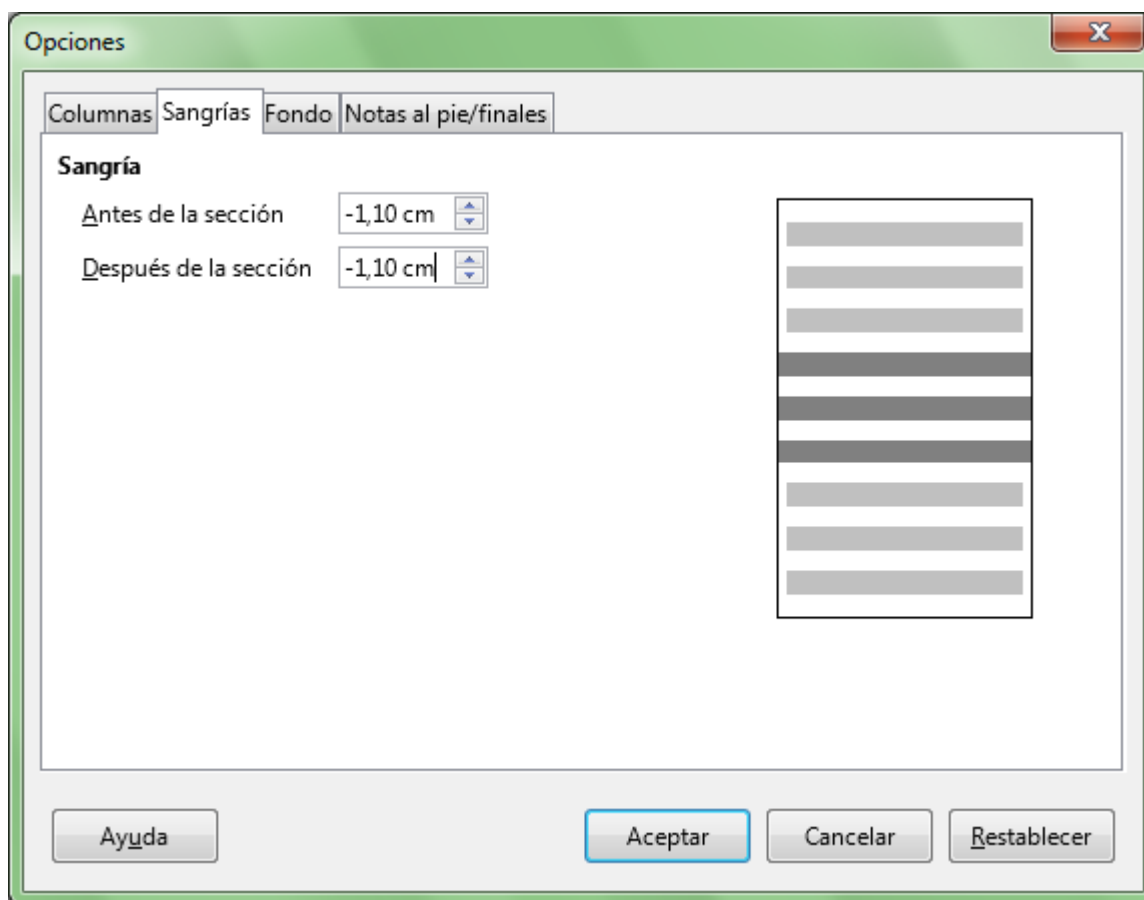 Opciones
Columnas Sangrías Fondo Notas al pie/finales
Sangría
Antes de la sección -1,10 cm
Después de la sección -1,10 cm
Ayuda Aceptar Cancelar Restablecer